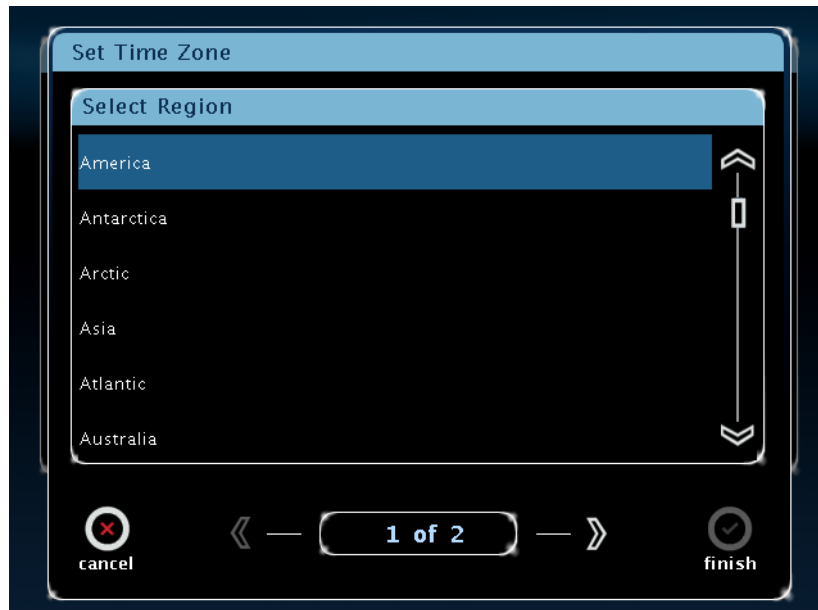 Set Time Zone
Select Region
America
Antarctica
Arctic
Asia
Atlantic
Australia
1 of 2
cancel
finish